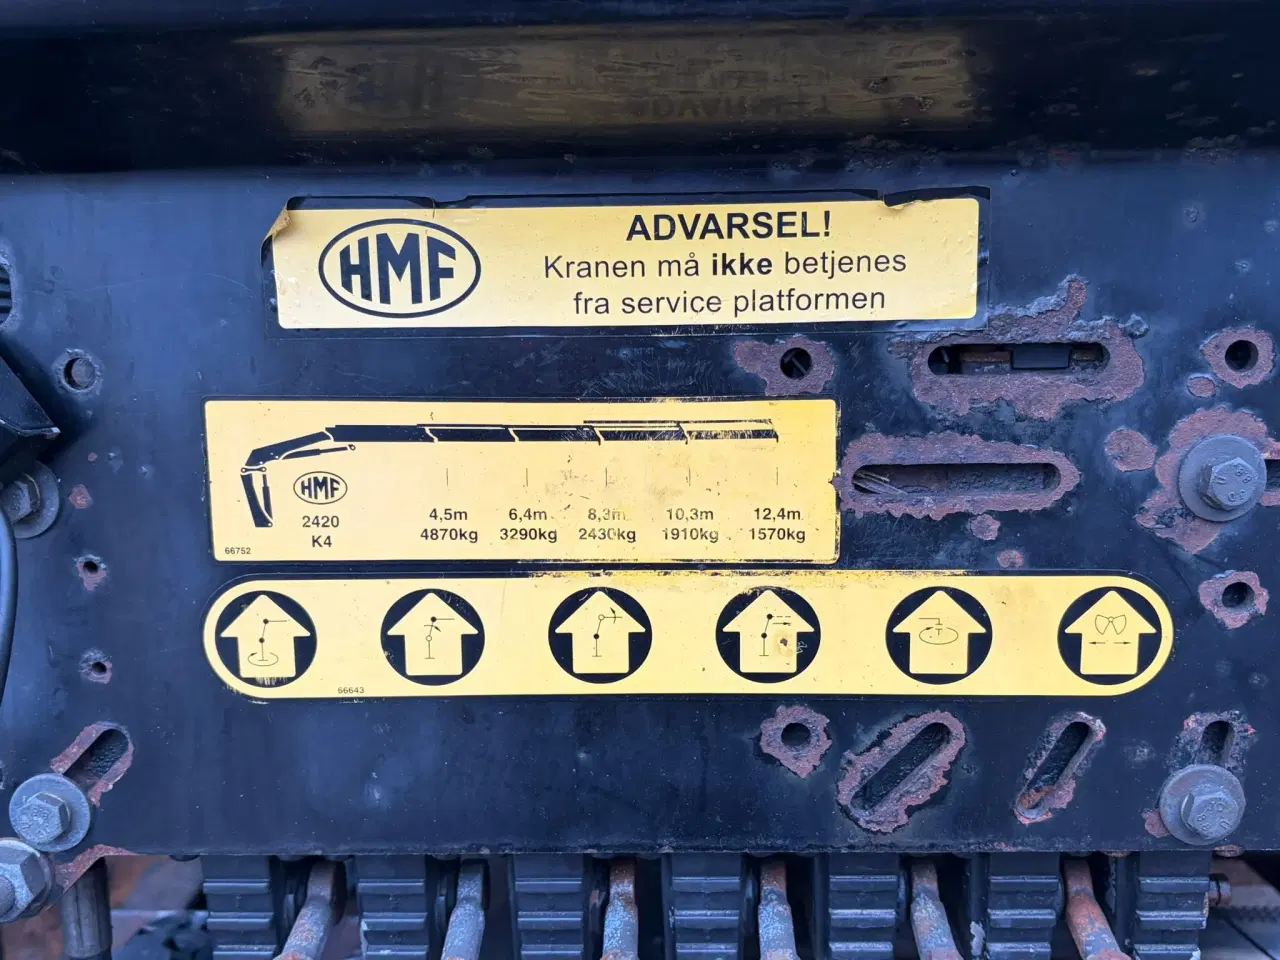 HMF
ADVARSEL!
Kranen må ikke betjenes
fra service platformen
HMF
2420
K4
66752
4,5m 6,4m 8,3m 10,3m 12,4m
4870kg 3290kg 2430kg 1910kg 1570kg
66643